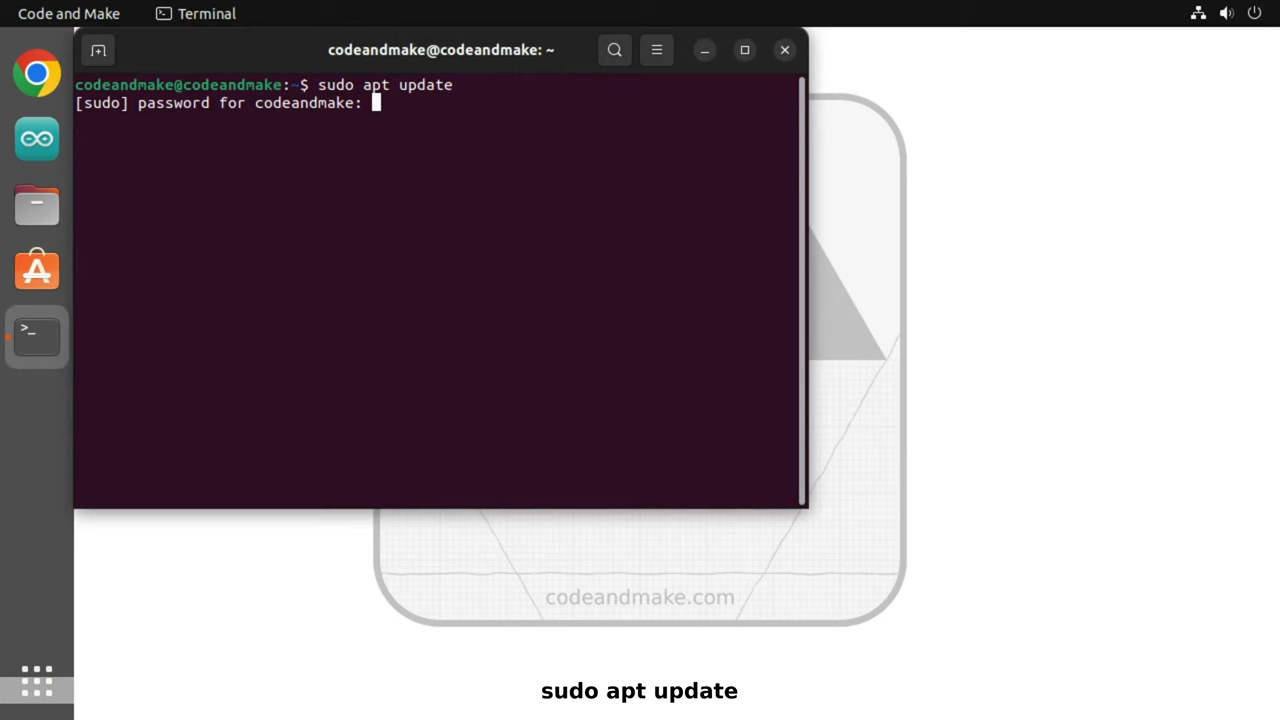 Code and Make
Terminal
codeandmake@codeandmake: ~
codeandmake@codeandmake:~$ sudo apt update
[sudo] password for codeandmake:
codeandmake.com
sudo apt update